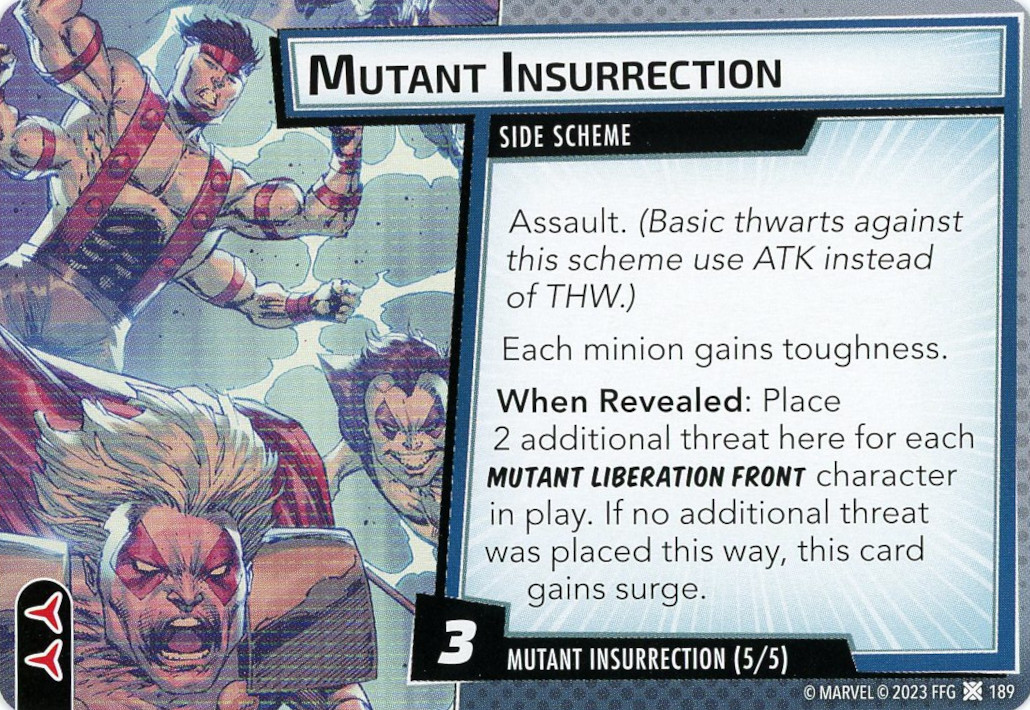 MUTANT INSURRECTION
SIDE SCHEME
Assault. (Basic thwarts against
this scheme use ATK instead
of THW.)
Each minion gains toughness.
When Revealed: Place
2 additional threat here for each
MUTANT LIBERATION FRONT character
in play. If no additional threat
was placed this way, this card
gains surge.
3
MUTANT INSURRECTION (5/5)
© MARVEL © 2023 FFG 189